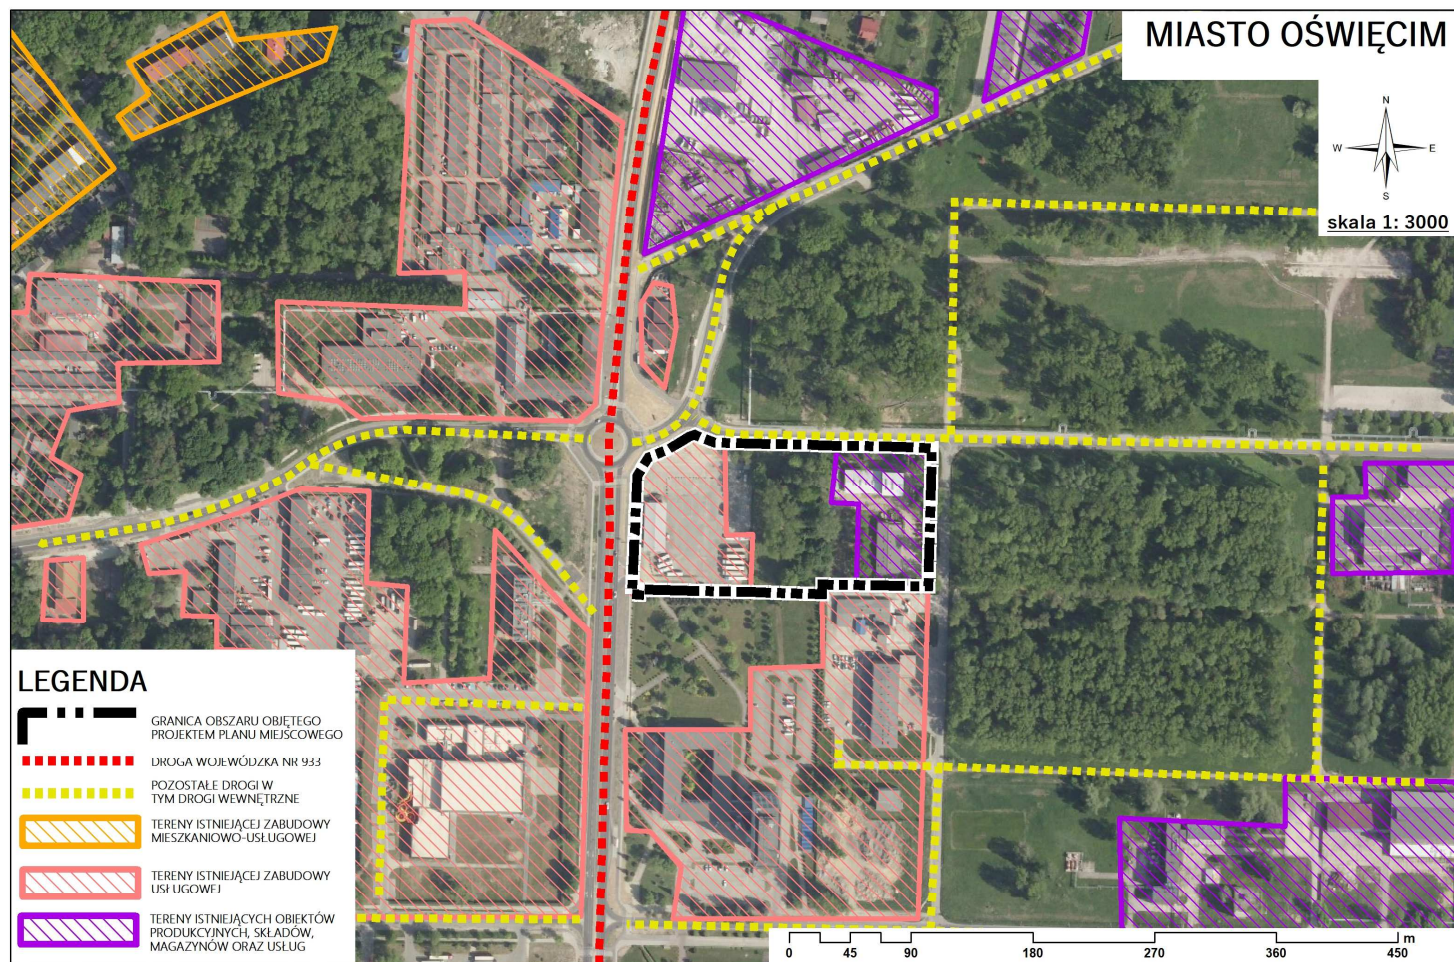 MIASTO OŚWIĘCIM
N
W E
S
skala 1: 3000
LEGENDA
GRANICA OBSZARU OBJĘTEGO
PROJEKTEM PLANU MIEJSCOWEGO
DROGA WOJEWÓDZKA NR 933
POZOSTAŁE DROGI W
TYM DROGI WEWNĘTRZNE
TERENY ISTNIEJĄCEJ ZABUDOWY
MIESZKANIOWO-USŁUGOWEJ
TERENY ISTNIEJĄCEJ ZABUDOWY
USŁUGOWEJ
TERENY ISTNIEJĄCYCH OBIEKTÓW
PRODUKCYJNYCH, SKŁADÓW,
MAGAZYNÓW ORAZ USŁUG
0 45 90 180 270 360 450 m